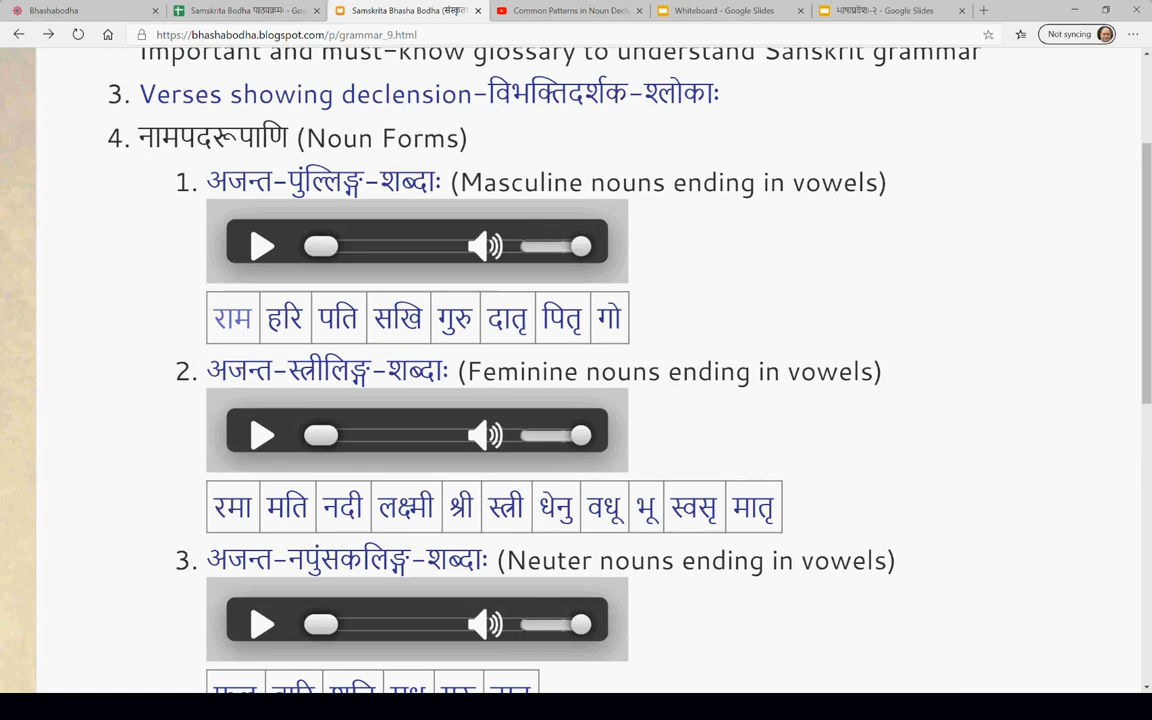 Bhashabodha
Samskrita Bodha पाठ्यक्रमः - Goo
Samskrita Bhasha Bodha (संस्कृत
Common Patterns in Noun Decle
Whiteboard - Google Slides
भाषाप्रवेशः-२ - Google Slides
https://bhashabodha.blogspot.com/p/grammar_9.html
Not syncing
Important and must-know glossary to understand Sanskrit grammar
3. Verses showing declension-विभक्तिदर्शक-श्लोकाः
4. नामपदरूपाणि (Noun Forms)
1. अजन्त-पुंल्लिङ्ग-शब्दाः (Masculine nouns ending in vowels)
राम हरि पति सखि गुरु दातृ पितृ गो
2. अजन्त-स्त्रीलिङ्ग-शब्दाः (Feminine nouns ending in vowels)
रमा मति नदी लक्ष्मी श्री स्त्री धेनु वधू भू स्वसृ मातृ
3. अजन्त-नपुंसकलिङ्ग-शब्दाः (Neuter nouns ending in vowels)